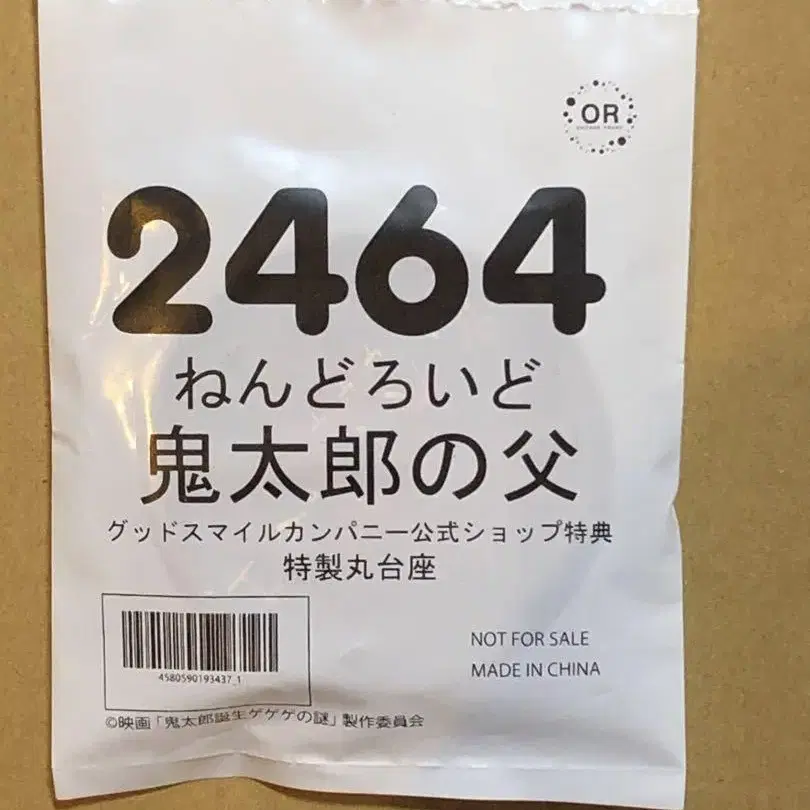 OR
2464
ねんどろいど
鬼太郎の父
グッドスマイルカンパニー公式ショップ特典
特製丸台座
NOT FOR SALE
MADE IN CHINA
4580590193437_1
©映画「鬼太郎誕生ゲゲゲの謎」製作委員会